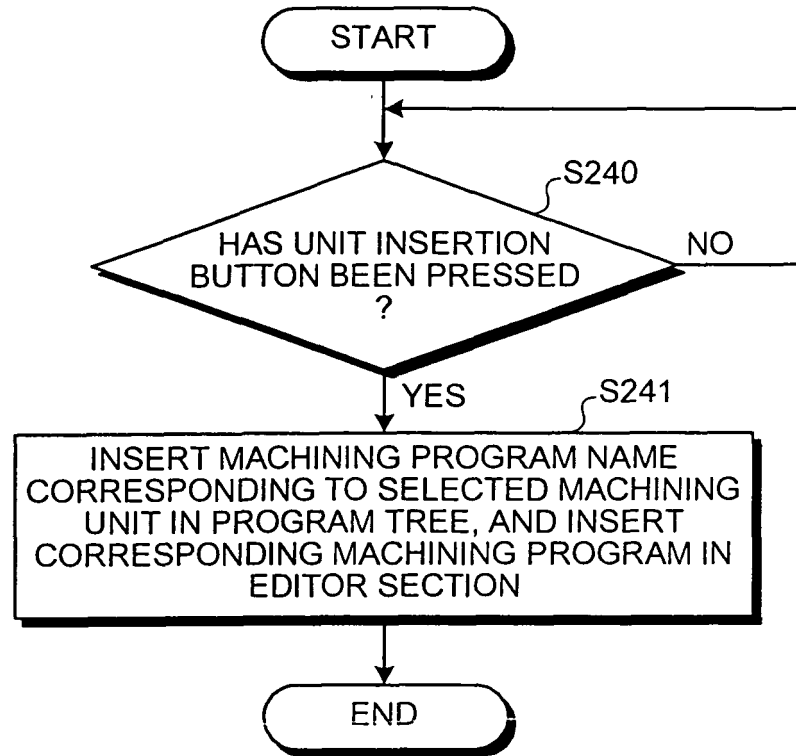 START
S240
HAS UNIT INSERTION
BUTTON BEEN PRESSED
?
NO
YES
S241
INSERT MACHINING PROGRAM NAME
CORRESPONDING TO SELECTED MACHINING
UNIT IN PROGRAM TREE, AND INSERT
CORRESPONDING MACHINING PROGRAM IN
EDITOR SECTION
END